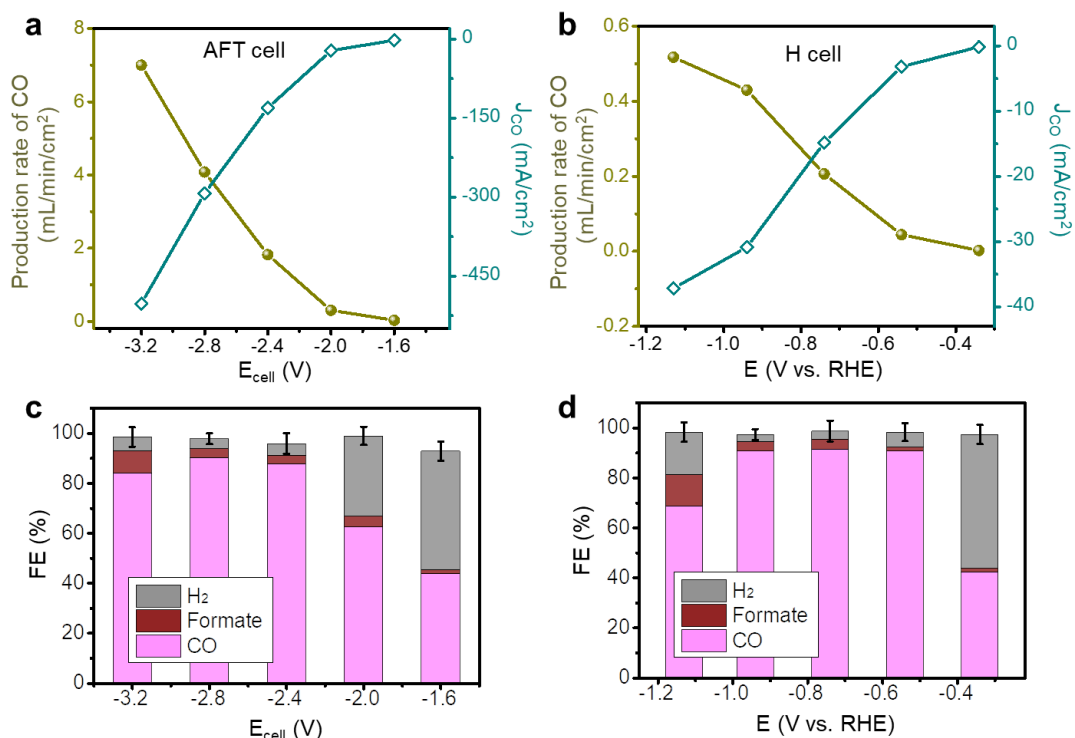 a
AFT cell
Production rate of CO
(mL/min/cm²)
8
6
4
2
0
-3.2 -2.8 -2.4 -2.0 -1.6
E_cell (V)
0
-150
-300
-450
J_CO (mA/cm²)
b
H cell
Production rate of CO
(mL/min/cm²)
0.6
0.4
0.2
0.0
-0.2
-1.2 -1.0 -0.8 -0.6 -0.4
E (V vs. RHE)
0
-10
-20
-30
-40
J_CO (mA/cm²)
c
FE (%)
100
80
60
40
20
0
H₂
Formate
CO
-3.2 -2.8 -2.4 -2.0 -1.6
E_cell (V)
d
FE (%)
100
80
60
40
20
0
H₂
Formate
CO
-1.2 -1.0 -0.8 -0.6 -0.4
E (V vs. RHE)